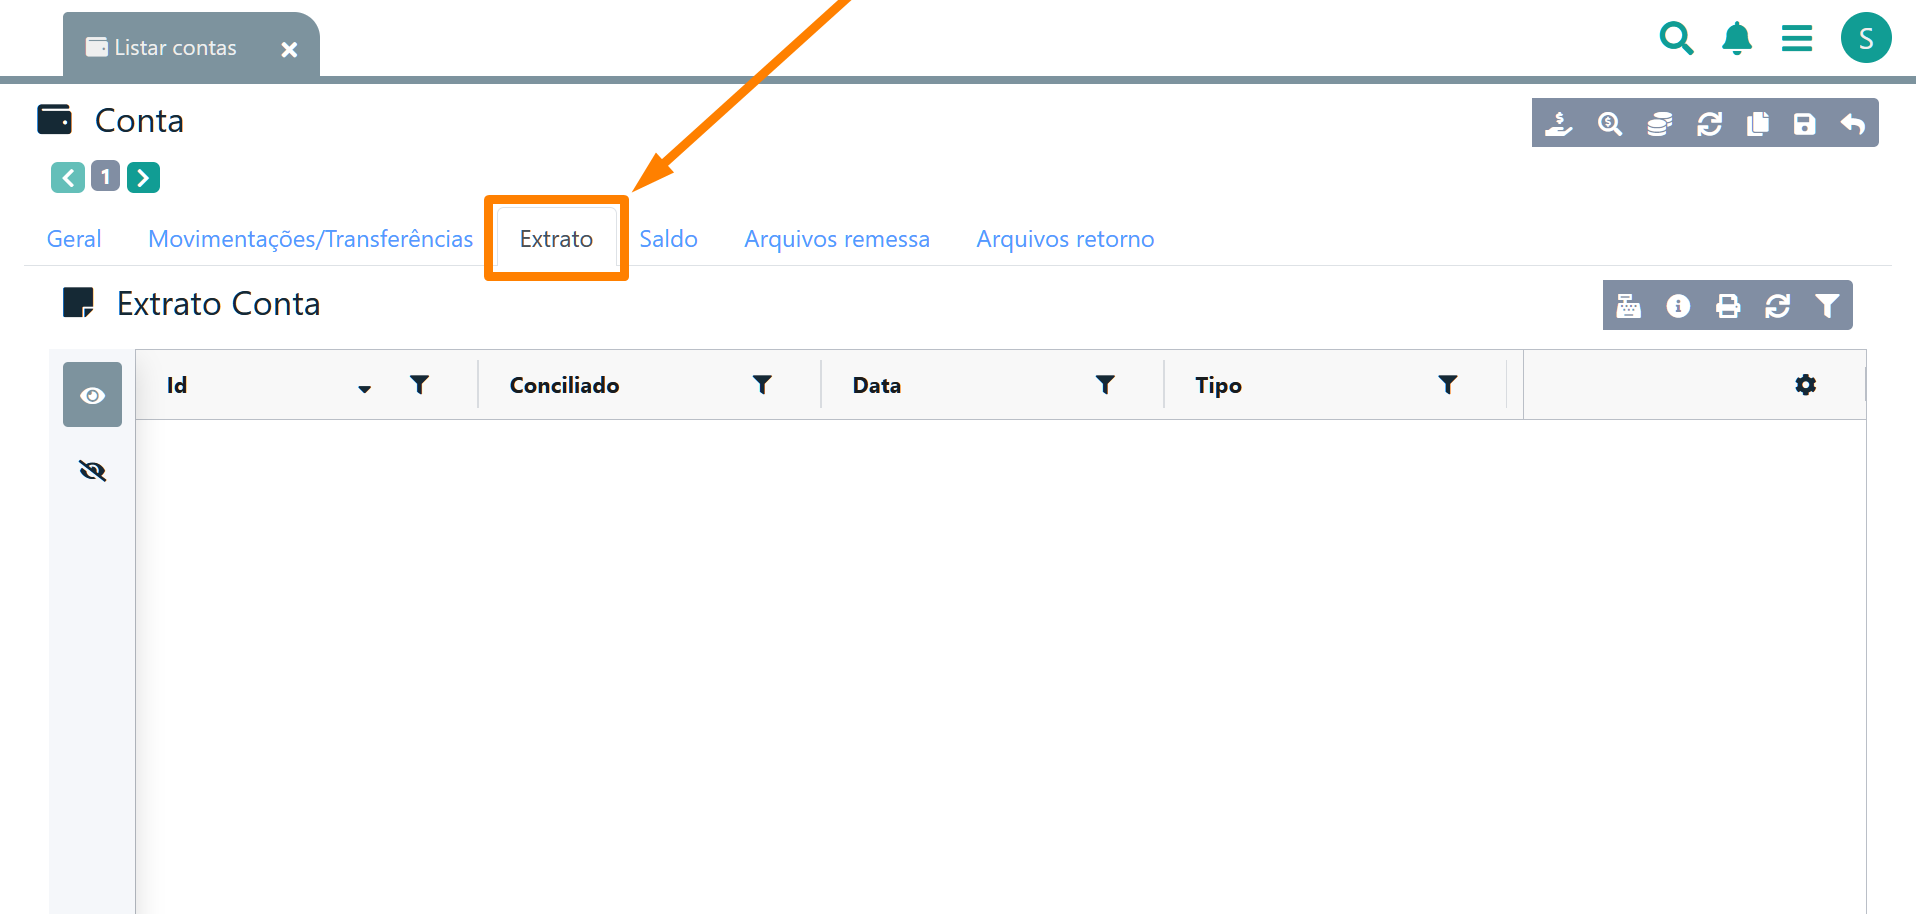 Listar contas
S
Conta
1
Geral Movimentações/Transferências Extrato Saldo Arquivos remessa Arquivos retorno
Extrato Conta
Id Conciliado Data Tipo